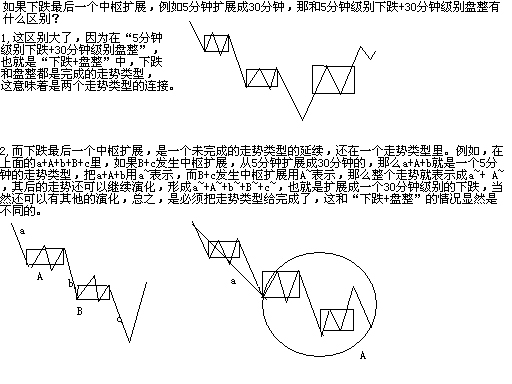 如果下跌最后一个中枢扩展，例如5分钟扩展成30分钟，那和5分钟级别下跌+30分钟级别盘整有
什么区别？
1.这区别大了，因为在“5分钟
级别下跌+30分钟级别盘整”，
也就是“下跌+盘整”中，下跌
和盘整都是完成的走势类型，
这意味着是两个走势类型的连接。
2.而下跌最后一个中枢扩展，是一个未完成的走势类型的延续，还在一个走势类型里。例如，在
上面的a+A+b+B+c里，如果B+c发生中枢扩展，从5分钟扩展成30分钟的，那么a+A+b就是一个5分
钟的走势类型，把a+A+b用a~表示，而B+c发生中枢扩展用A~表示，那么整个走势就表示成a~+ A~
，其后的走势还可以继续演化，形成a~+A~+b~+B~+c~，也就是扩展成一个30分钟级别的下跌，当
然还可以有其他的演化，总之，是必须把走势类型给完成了，这和“下跌+盘整”的情况显然是
不同的。
a
A
b
B
c
a
A